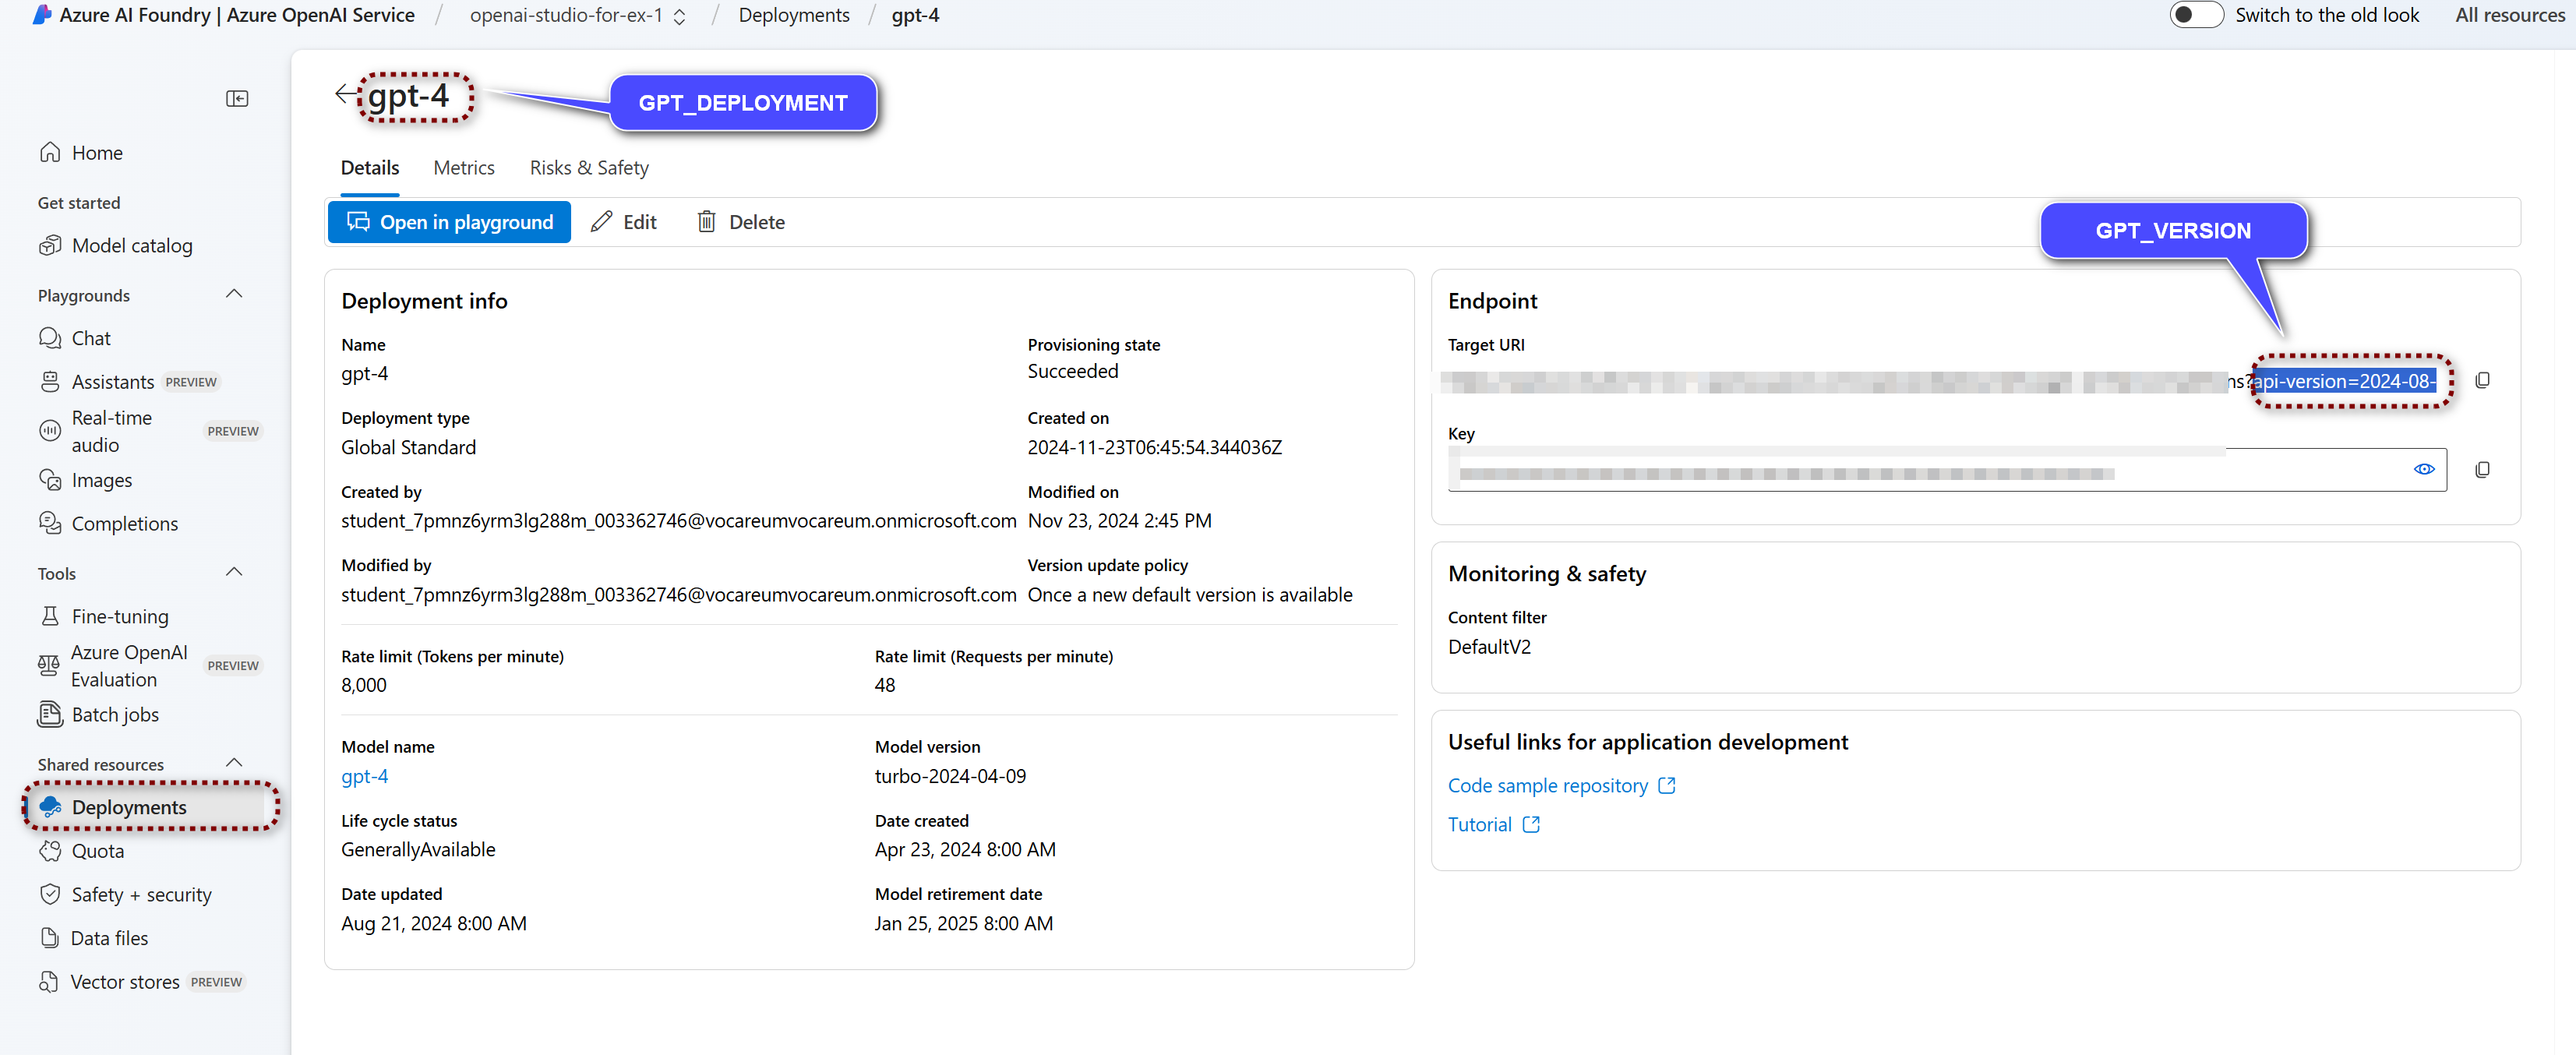 Azure AI Foundry | Azure OpenAI Service / openai-studio-for-ex-1 / Deployments / gpt-4
Switch to the old look
All resources
gpt-4
GPT_DEPLOYMENT
Home
Get started
Model catalog
Playgrounds
Chat
Assistants PREVIEW
Real-time
audio
PREVIEW
Images
Completions
Tools
Fine-tuning
Azure OpenAI
Evaluation
PREVIEW
Batch jobs
Shared resources
Deployments
Quota
Safety + security
Data files
Vector stores PREVIEW
Details Metrics Risks & Safety
Open in playground Edit Delete
GPT_VERSION
Deployment info
Name
gpt-4
Provisioning state
Succeeded
Deployment type
Global Standard
Created on
2024-11-23T06:45:54.344036Z
Created by
student_7pmnz6yrm3lg288m_003362746@vocareumvocareum.onmicrosoft.com
Modified on
Nov 23, 2024 2:45 PM
Modified by
student_7pmnz6yrm3lg288m_003362746@vocareumvocareum.onmicrosoft.com
Version update policy
Once a new default version is available
Rate limit (Tokens per minute)
8,000
Rate limit (Requests per minute)
48
Model name
gpt-4
Model version
turbo-2024-04-09
Life cycle status
GenerallyAvailable
Date created
Apr 23, 2024 8:00 AM
Date updated
Aug 21, 2024 8:00 AM
Model retirement date
Jan 25, 2025 8:00 AM
Endpoint
Target URI
ns?api-version=2024-08-
Key
Monitoring & safety
Content filter
DefaultV2
Useful links for application development
Code sample repository
Tutorial